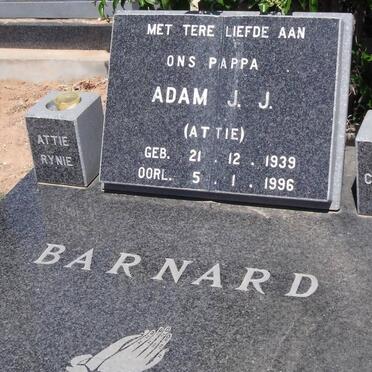 MET TERE LIEFDE AAN
ONS PAPPA
ADAM J. J.
(ATTIE)
GEB. 21 . 12 . 1939
OORL. 5 . 1 . 1996
ATTIE
RYNIE
BARNARD